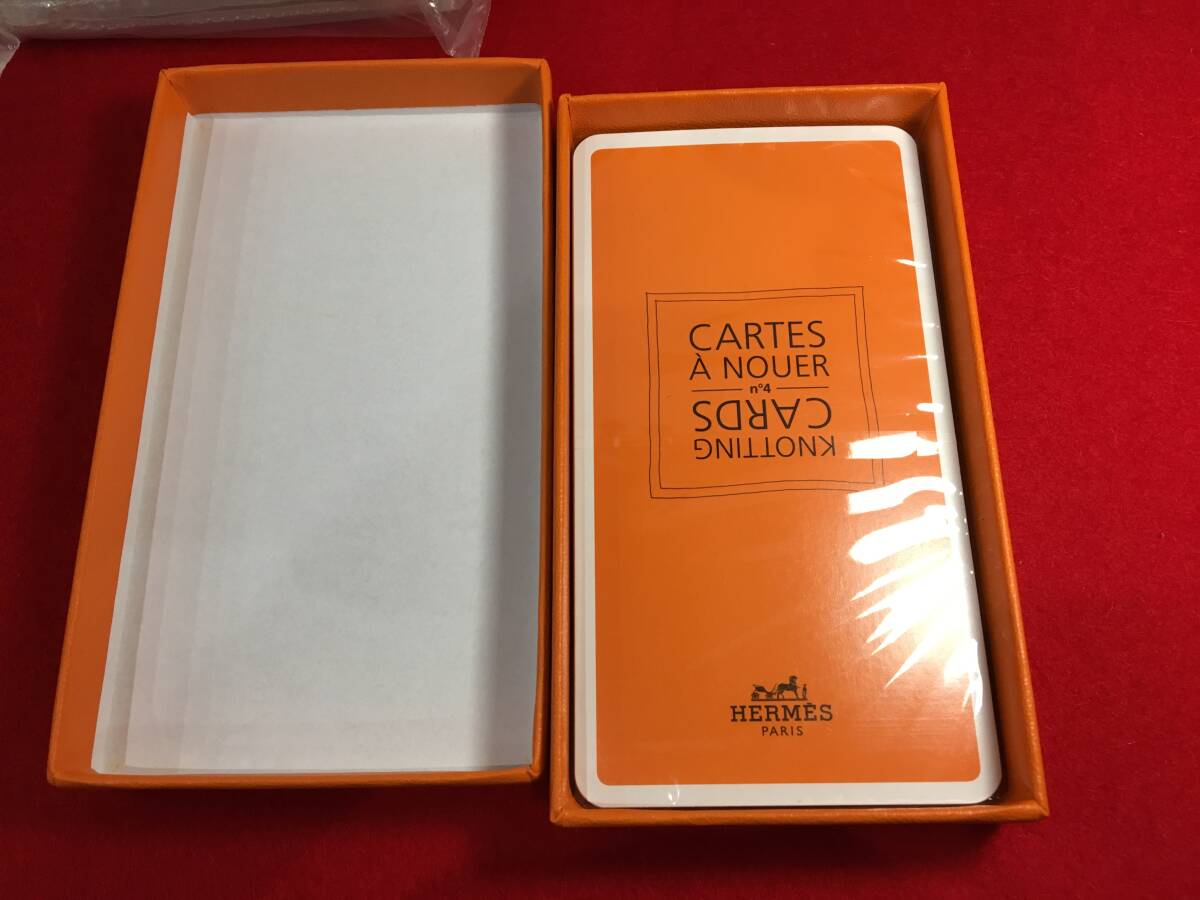 CARTES
À NOUER
n°4
KNOTTING
CARDS
HERMÈS
PARIS